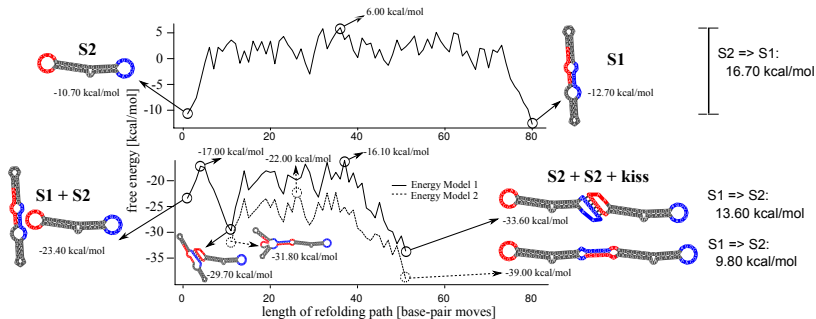 6.00 kcal/mol
S2
-10.70 kcal/mol
S1
-12.70 kcal/mol
S2 => S1:
16.70 kcal/mol
5
0
-5
-10
0
20
40
60
80
free energy [kcal/mol]
-17.00 kcal/mol
-22.00 kcal/mol
-16.10 kcal/mol
Energy Model 1
Energy Model 2
S1 + S2
-23.40 kcal/mol
-20
-25
-30
-35
-29.70 kcal/mol
-31.80 kcal/mol
S2 + S2 + kiss
-33.60 kcal/mol
-39.00 kcal/mol
S1 => S2:
13.60 kcal/mol
S1 => S2:
9.80 kcal/mol
0
20
40
60
80
length of refolding path [base-pair moves]